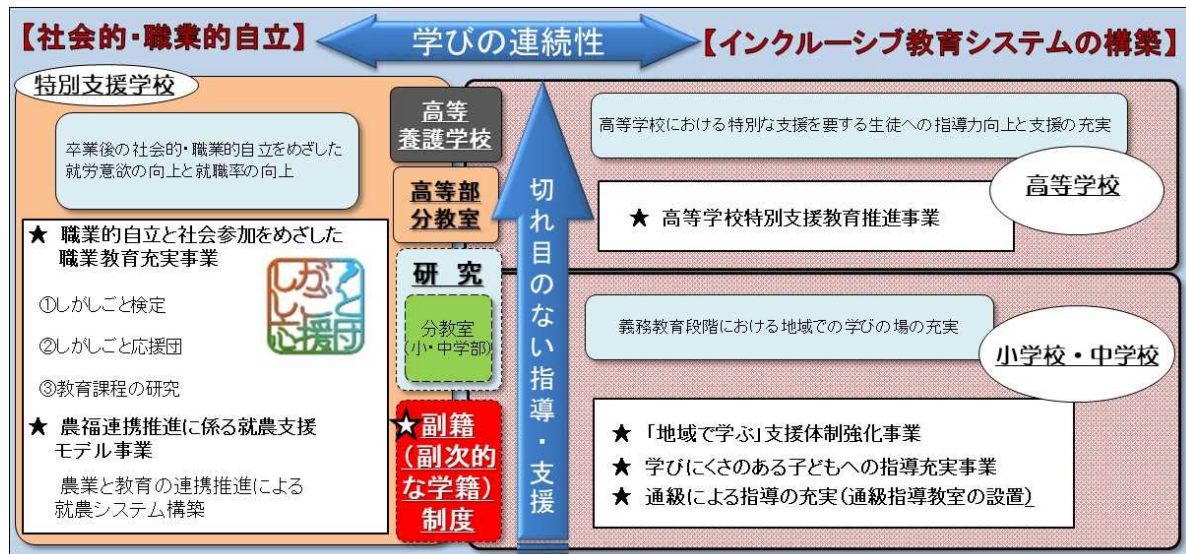 【社会的・職業的自立】
学びの連続性
【インクルーシブ教育システムの構築】
特別支援学校
卒業後の社会的・職業的自立をめざした
就労意欲の向上と就職率の向上
★ 職業的自立と社会参加をめざした
職業教育充実事業
①しがしごと検定
②しがしごと応援団
③教育課程の研究
しがしごと応援団
★ 農福連携推進に係る就農支援
モデル事業
農業と教育の連携推進による
就農システム構築
高等
養護学校
高等部
分教室
研 究
分教室
(小・中学部)
☆副籍
(副次的
な学籍)
制度
切れ目のない指導・支援
高等学校における特別な支援を要する生徒への指導力向上と支援の充実
高等学校
★ 高等学校特別支援教育推進事業
義務教育段階における地域での学びの場の充実
小学校・中学校
★ 「地域で学ぶ」支援体制強化事業
★ 学びにくさのある子どもへの指導充実事業
★ 通級による指導の充実(通級指導教室の設置)